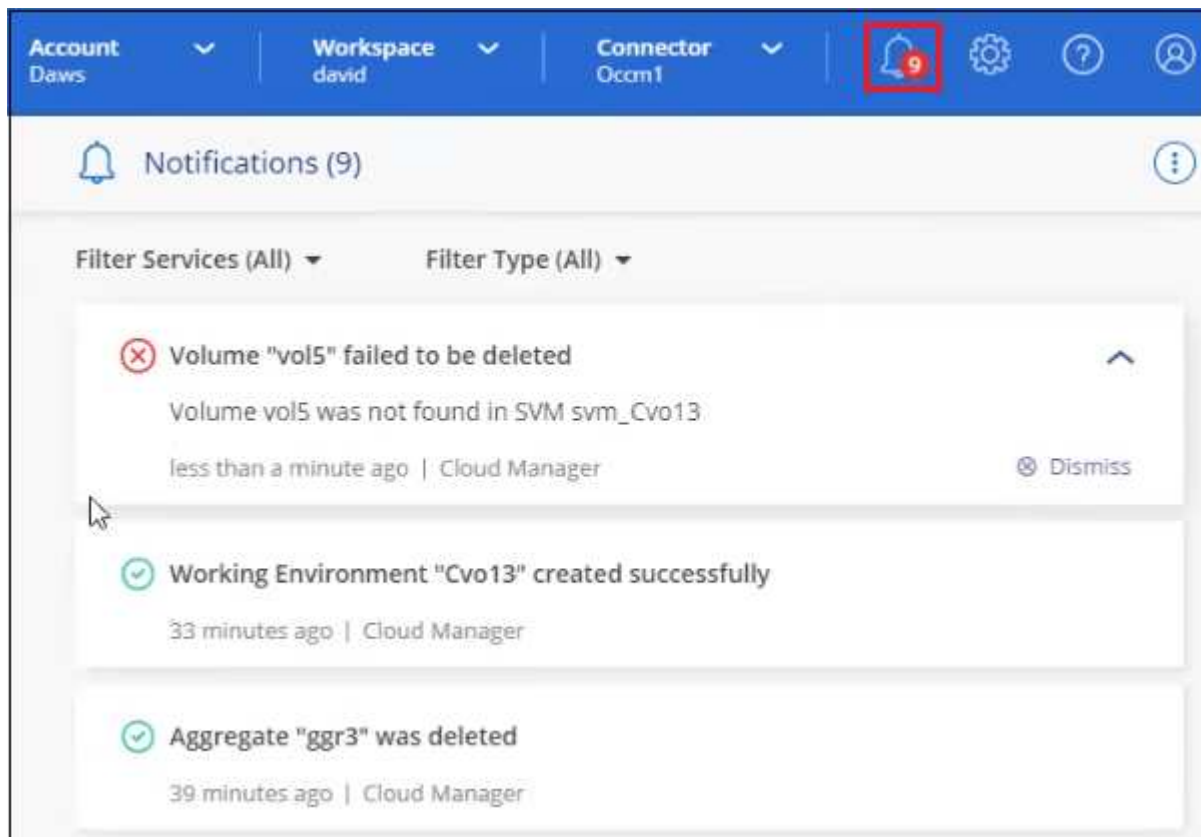 Account Workspace Connector
Daws david Occm1 9
Notifications (9)
Filter Services (All) Filter Type (All)
Volume "vol5" failed to be deleted
Volume vol5 was not found in SVM svm_Cvo13
less than a minute ago | Cloud Manager Dismiss
Working Environment "Cvo13" created successfully
33 minutes ago | Cloud Manager
Aggregate "ggr3" was deleted
39 minutes ago | Cloud Manager